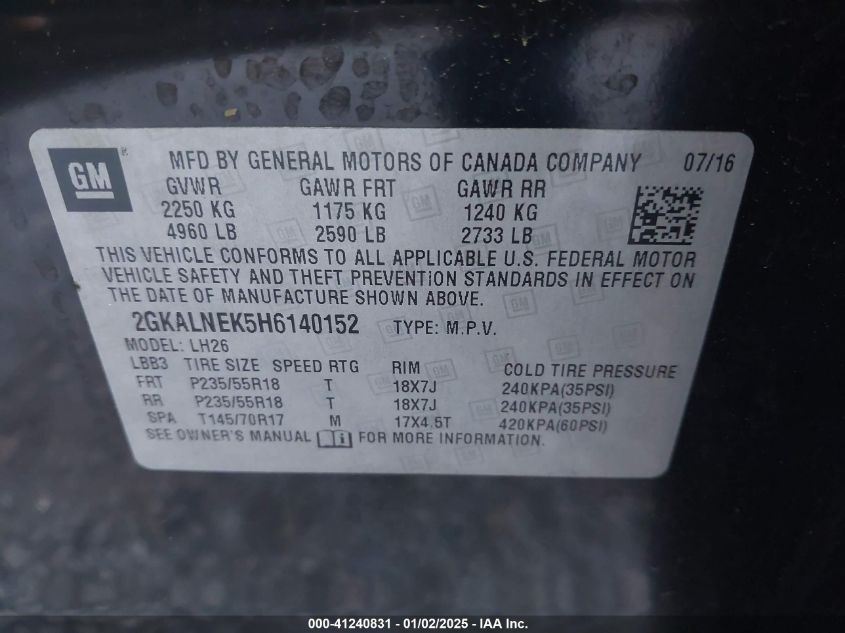 GM
MFD BY GENERAL MOTORS OF CANADA COMPANY 07/16
GVWR GAWR FRT GAWR RR
2250 KG 1175 KG 1240 KG
4960 LB 2590 LB 2733 LB
THIS VEHICLE CONFORMS TO ALL APPLICABLE U.S. FEDERAL MOTOR
VEHICLE SAFETY AND THEFT PREVENTION STANDARDS IN EFFECT ON
THE DATE OF MANUFACTURE SHOWN ABOVE.
2GKALNEK5H6140152 TYPE: M.P.V.
MODEL: LH26
LBB3 TIRE SIZE SPEED RTG RIM COLD TIRE PRESSURE
FRT P235/55R18 T 18X7J 240KPA(35PSI)
RR P235/55R18 T 18X7J 240KPA(35PSI)
SPA T145/70R17 M 17X4.5T 420KPA(60PSI)
SEE OWNER'S MANUAL FOR MORE INFORMATION.
000-41240831 - 01/02/2025 - IAA Inc.